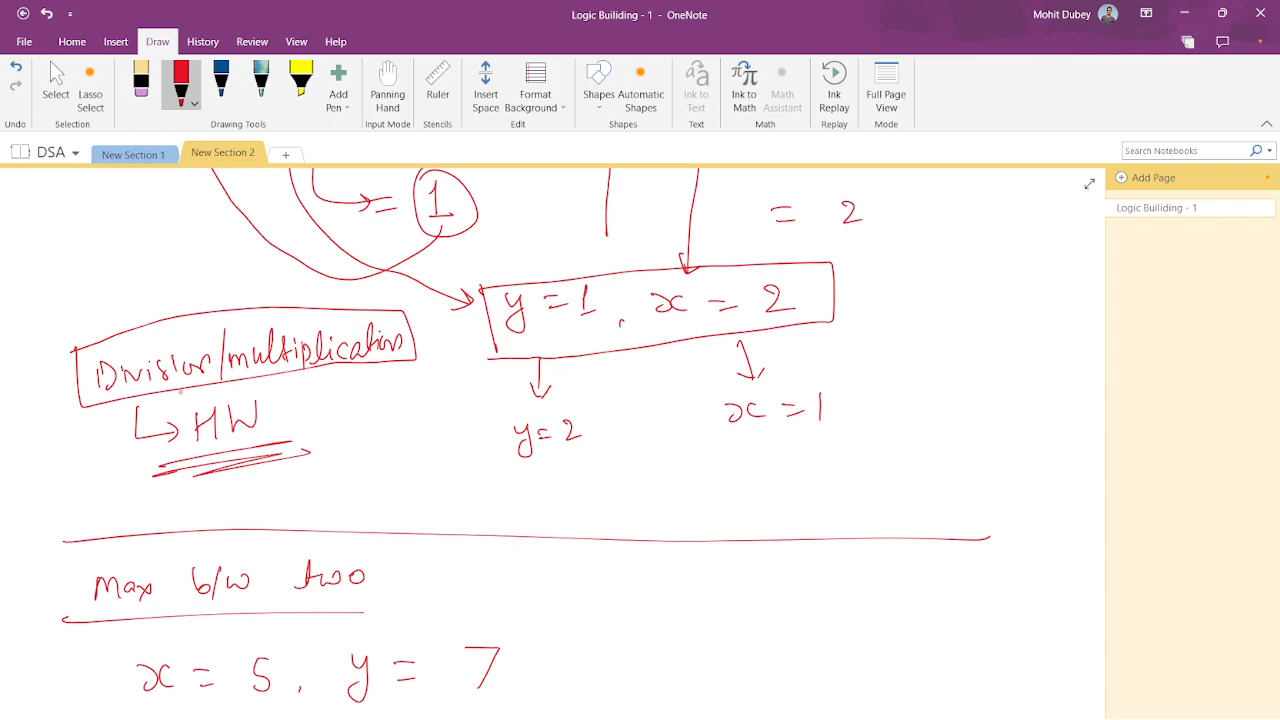 Logic Builiding - 1 - OneNote
Mohit Dubey
File Home Insert Draw History Review View Help
Undo
Select
Lasso Select
Add Pen
Panning Hand
Ruler
Insert Space
Format Background
Shapes
Automatic Shapes
Ink to Text
Ink to Math
Math Assistant
Ink Replay
Full Page View
Undo Selection Drawing Tools Input Mode Stencils Edit Shapes Text Math Replay Mode
DSA New Section 1 New Section 2 +
Search Notebooks
Add Page
Logic Builiding - 1
= 1
= 2
y = 1, x = 2
Division/multiplication
HW
y = 2
x = 1
Max b/w two
x = 5, y = 7